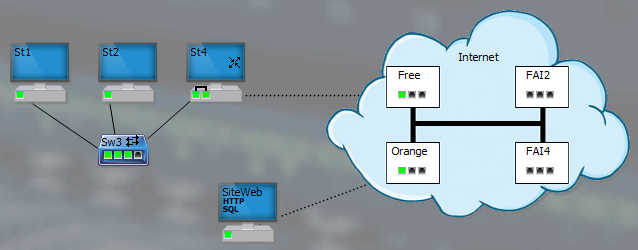 St1
St2
St4
Internet
Free
FAI2
Sw3
Orange
FAI4
SiteWeb
HTTP
SQL